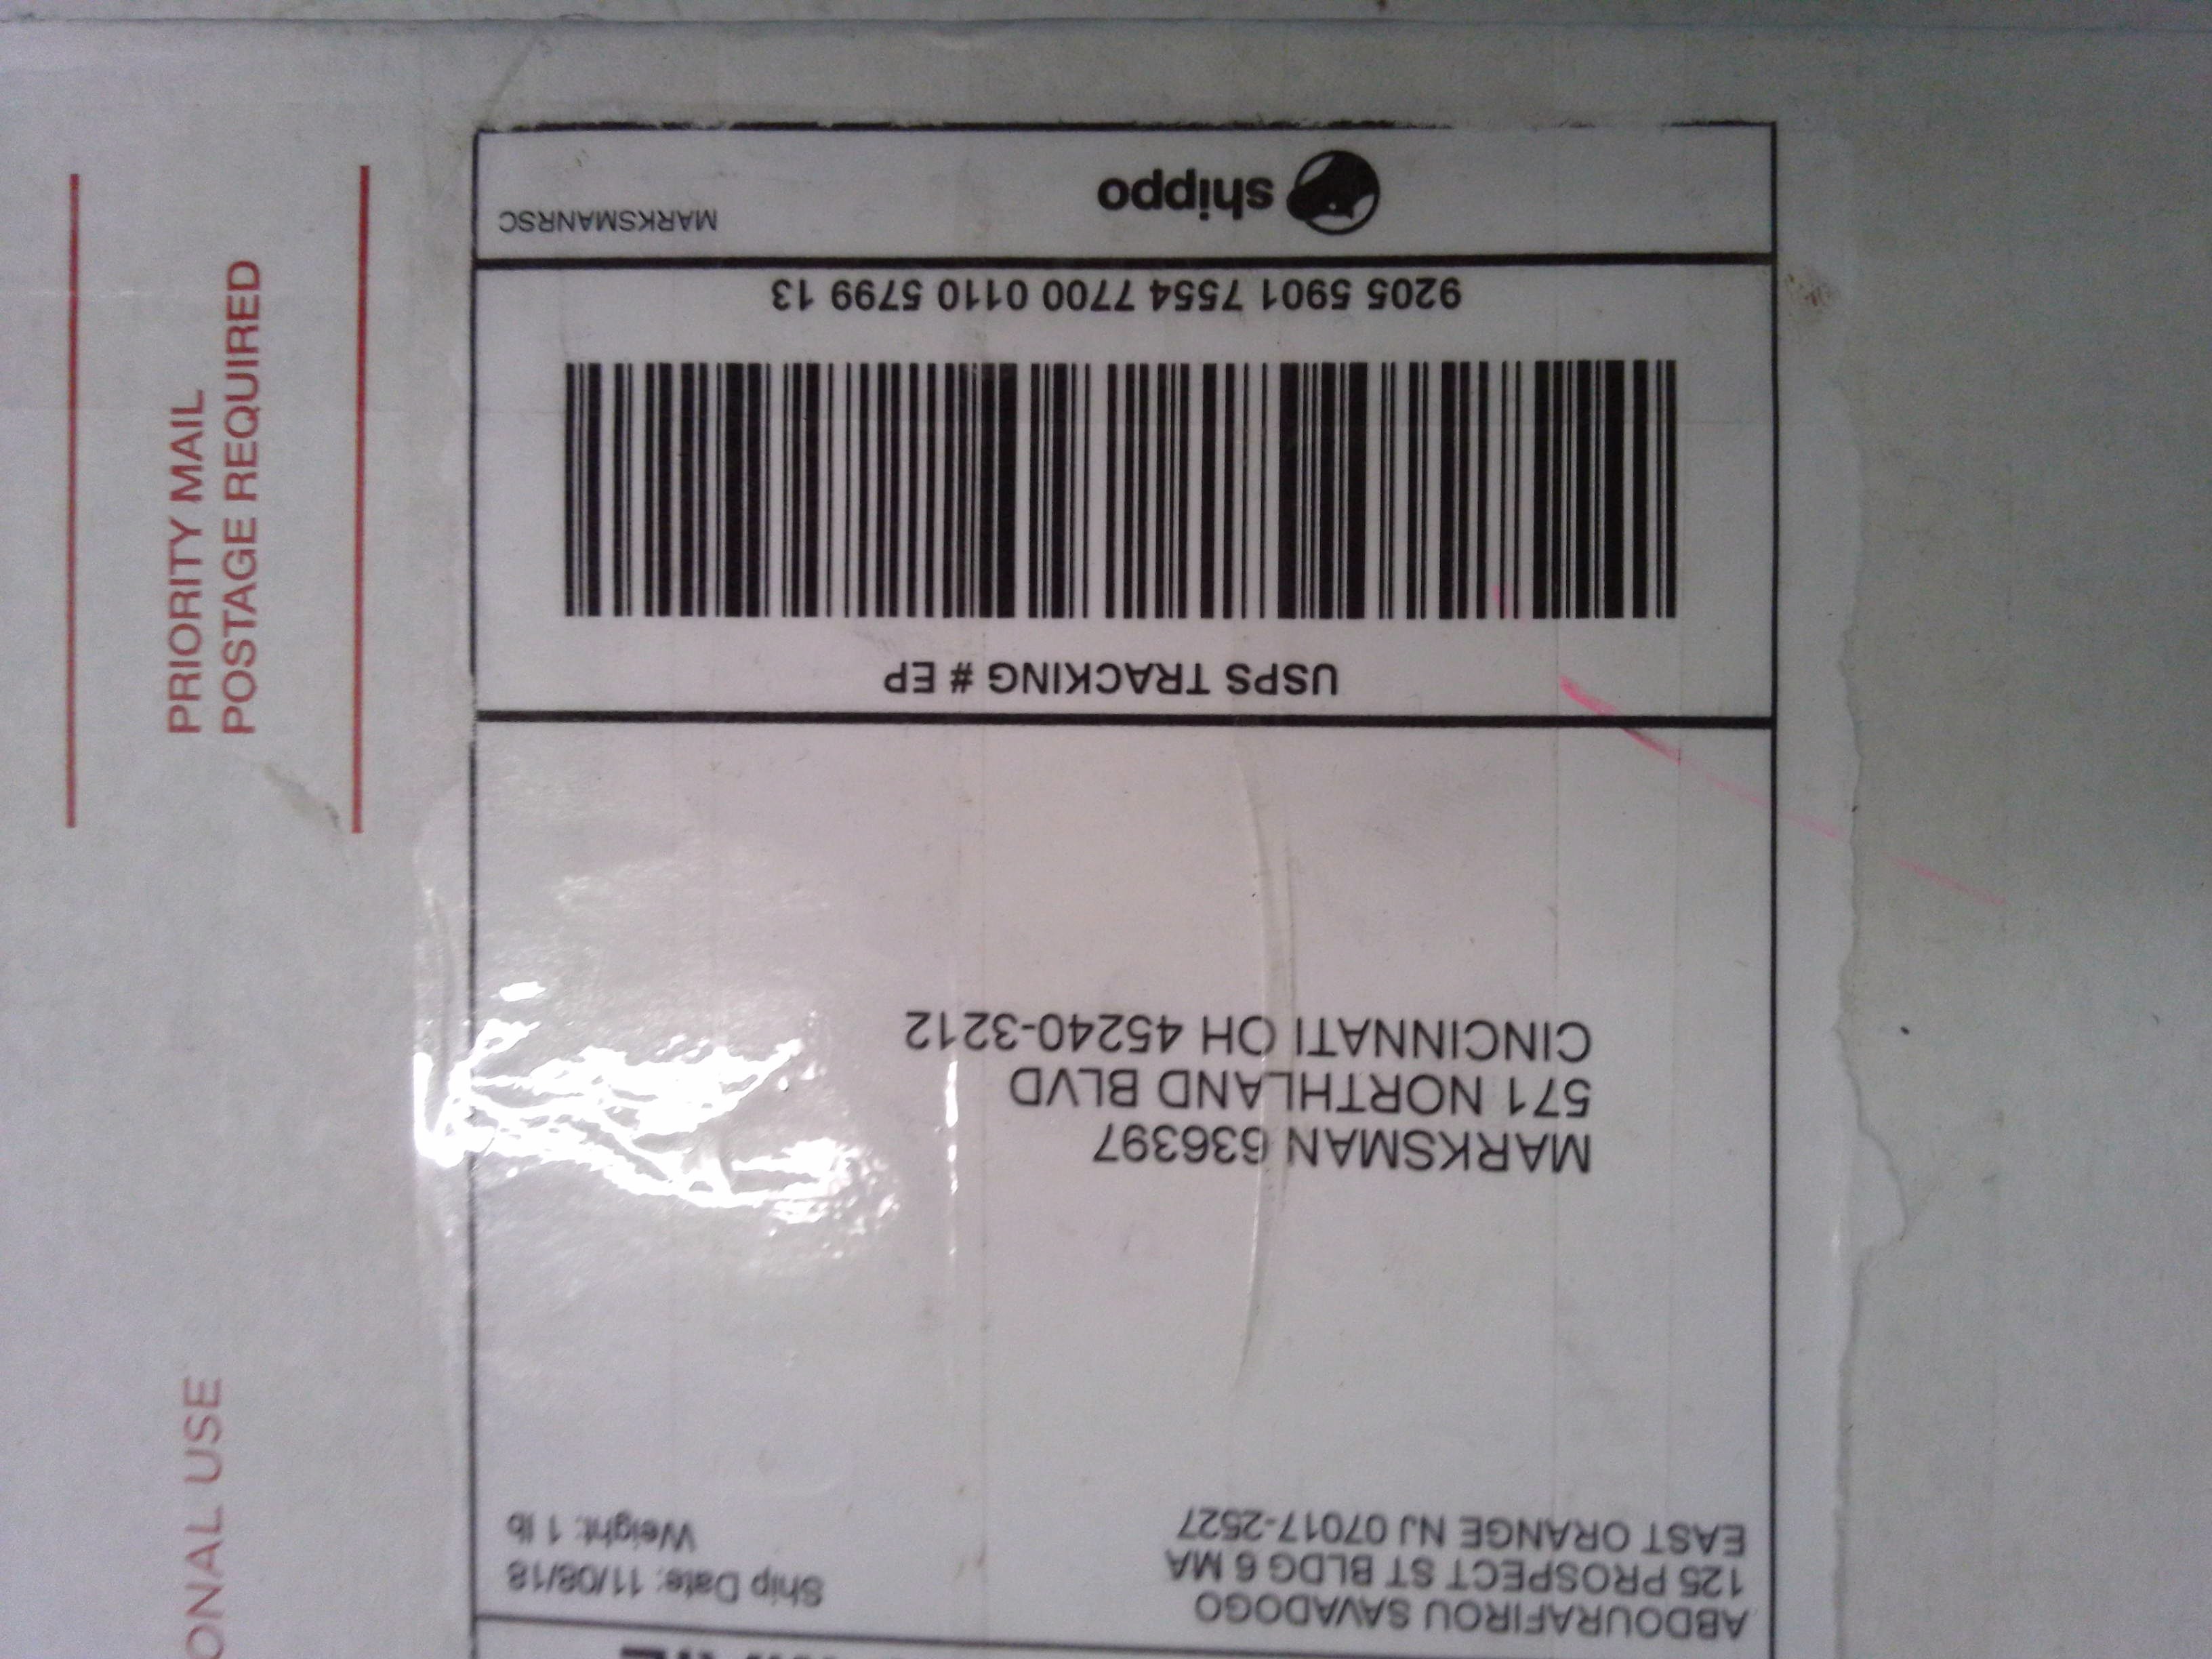 ABDOURAFIROU SAVADOGO
125 PROSPECT ST BLDG 6 MA
EAST ORANGE NJ 07017-2527
Ship Date: 11/08/18
Weight: 1 lb
MARKSMAN 636397
571 NORTHLAND BLVD
CINCINNATI OH 45240-3212
USPS TRACKING # EP
9205 5901 7554 7700 0110 5799 13
shippo
MARKSMANRSC
PRIORITY MAIL
POSTAGE REQUIRED
ONAL USE